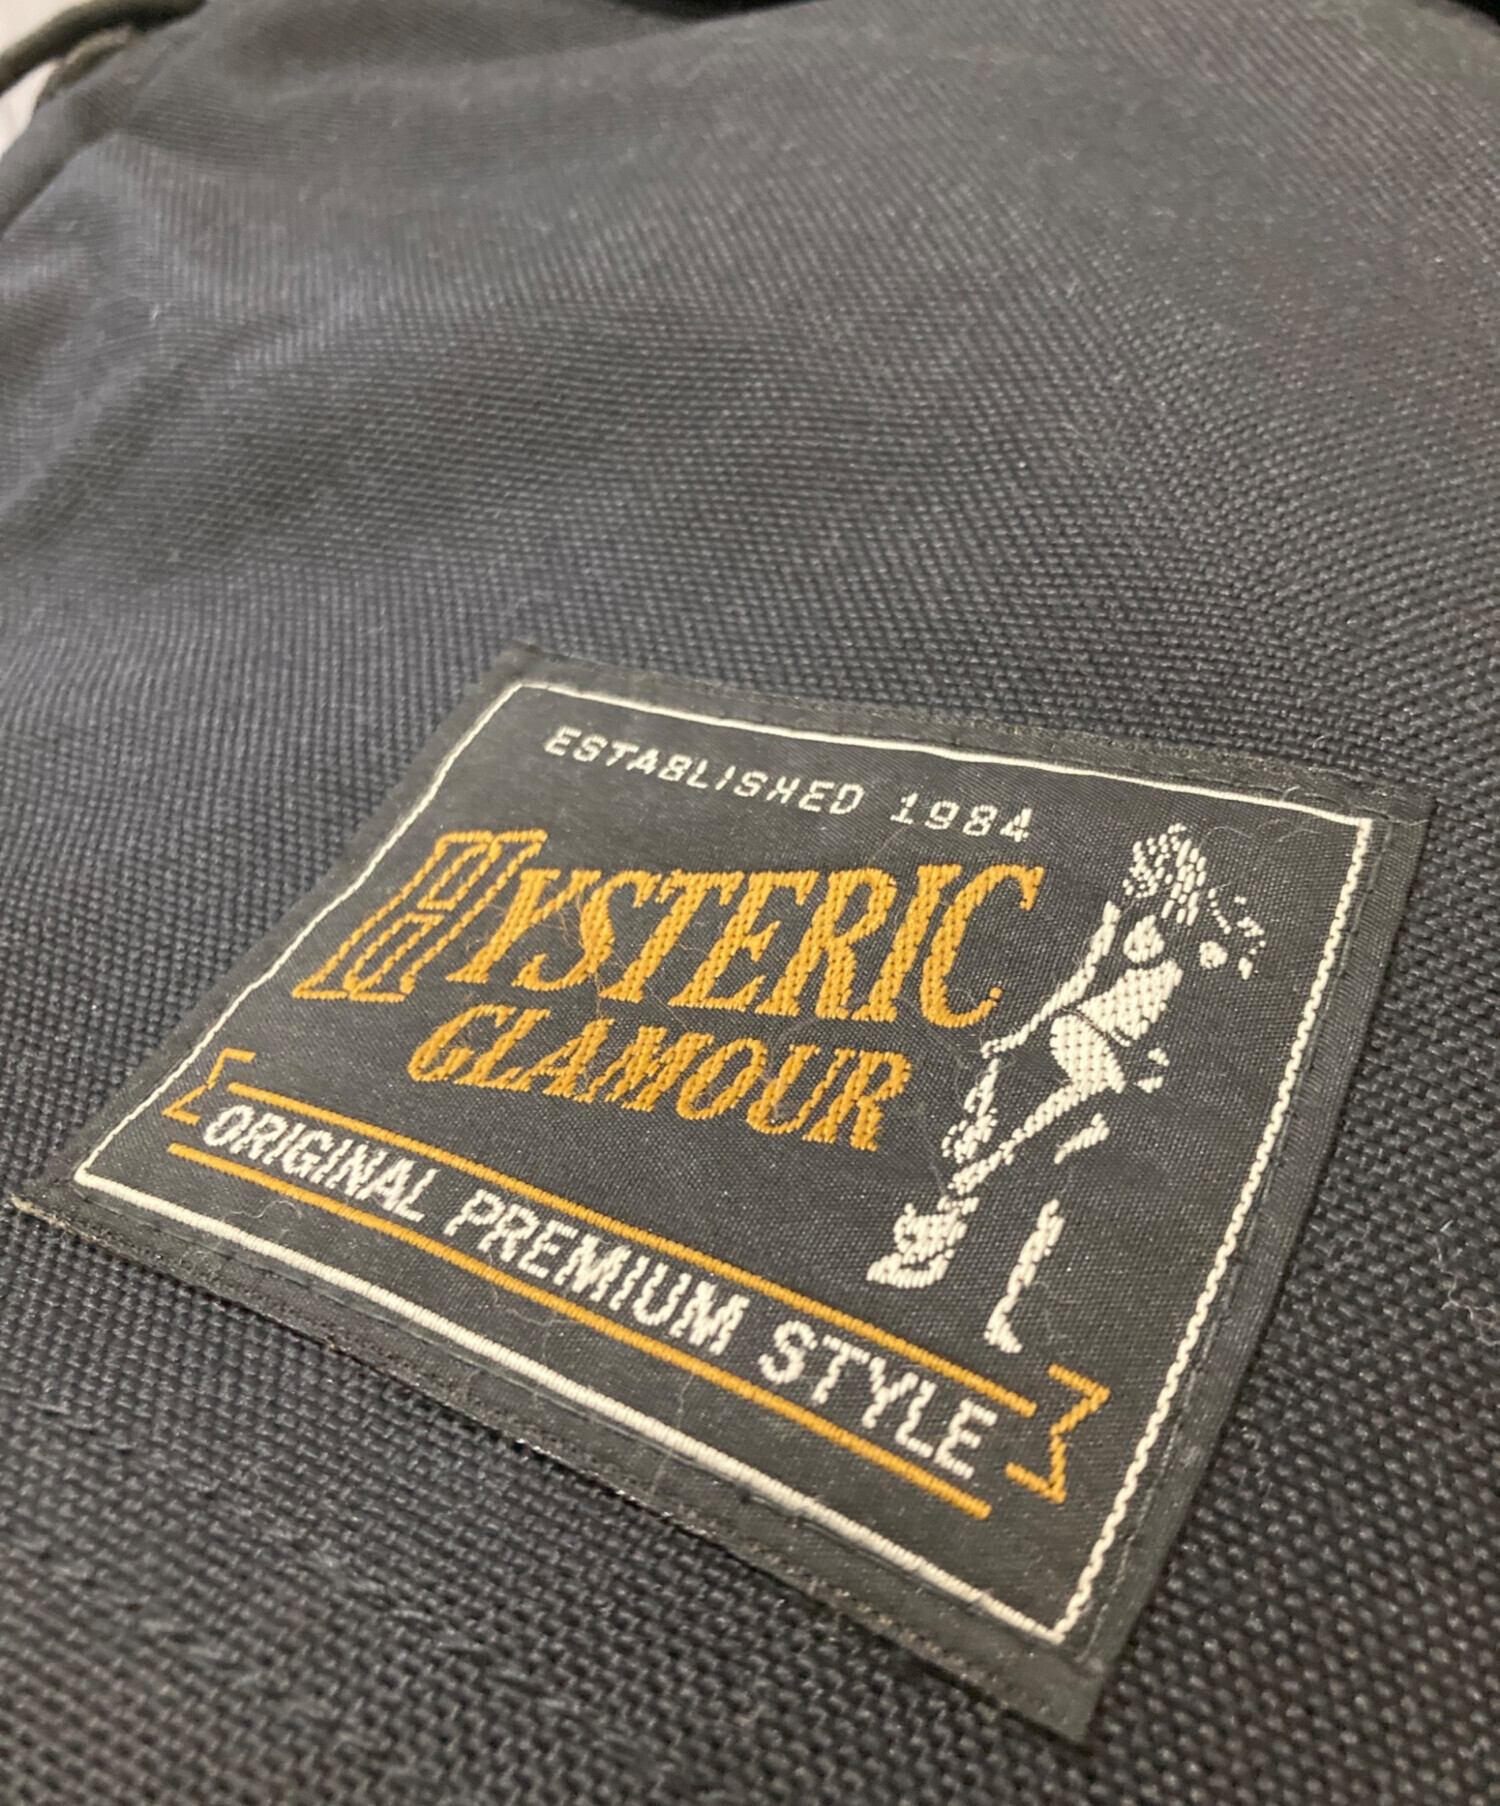 ESTABLISHED 1984
HYSTERIC
GLAMOUR
ORIGINAL PREMIUM STYLE